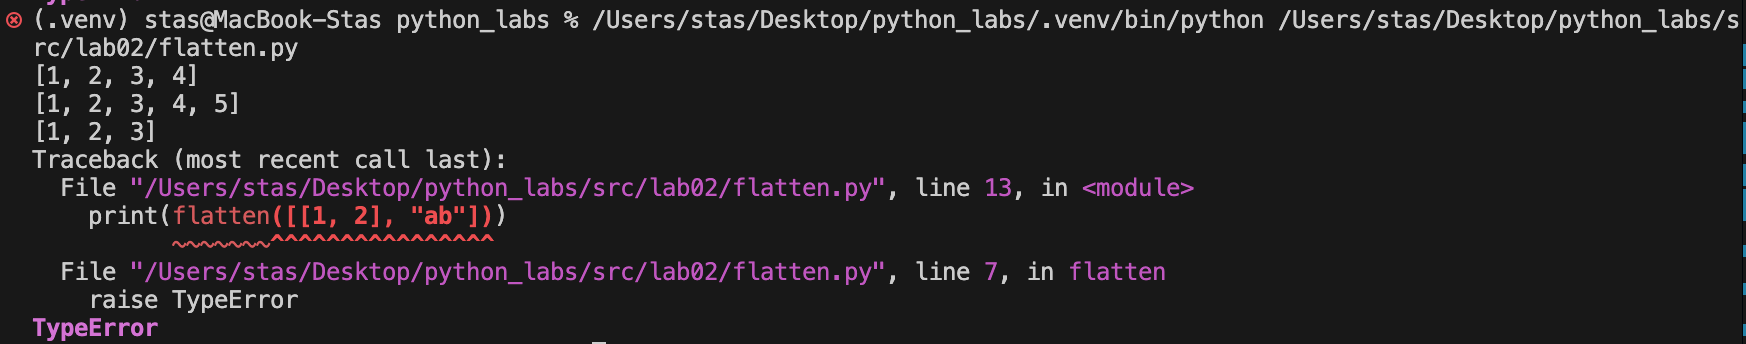 (.venv) stas@MacBook-Stas python_labs % /Users/stas/Desktop/python_labs/.venv/bin/python /Users/stas/Desktop/python_labs/s
rc/lab02/flatten.py
[1, 2, 3, 4]
[1, 2, 3, 4, 5]
[1, 2, 3]
Traceback (most recent call last):
  File "/Users/stas/Desktop/python_labs/src/lab02/flatten.py", line 13, in <module>
    print(flatten([[1, 2], "ab"]))
          ~~~~~~~^^^^^^^^^^^^^^^^
  File "/Users/stas/Desktop/python_labs/src/lab02/flatten.py", line 7, in flatten
    raise TypeError
TypeError